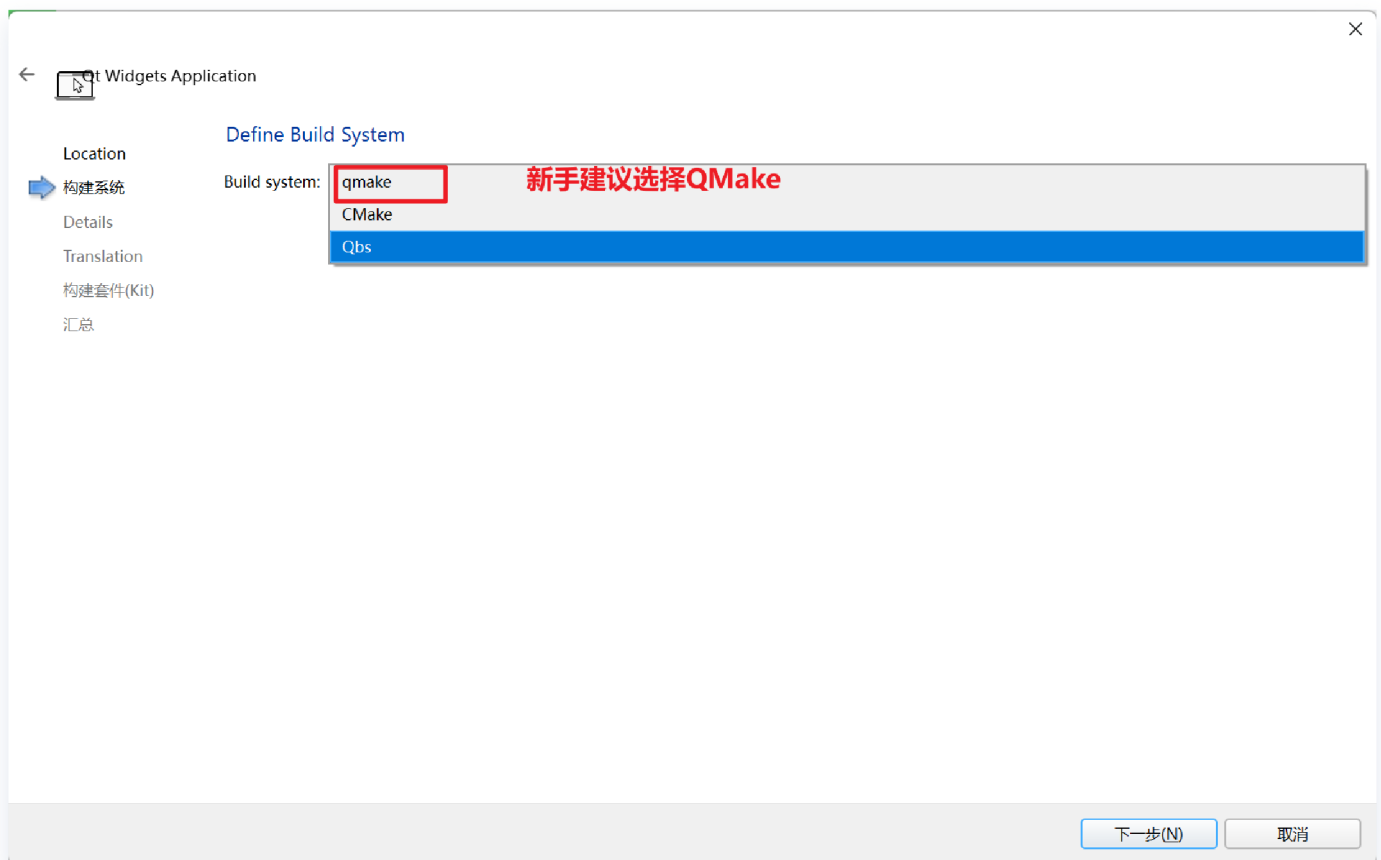 Qt Widgets Application
Define Build System
Location
Build system: qmake 新手建议选择QMake
构建系统
CMake
Details
Qbs
Translation
构建套件(Kit)
汇总
下一步(N) 取消